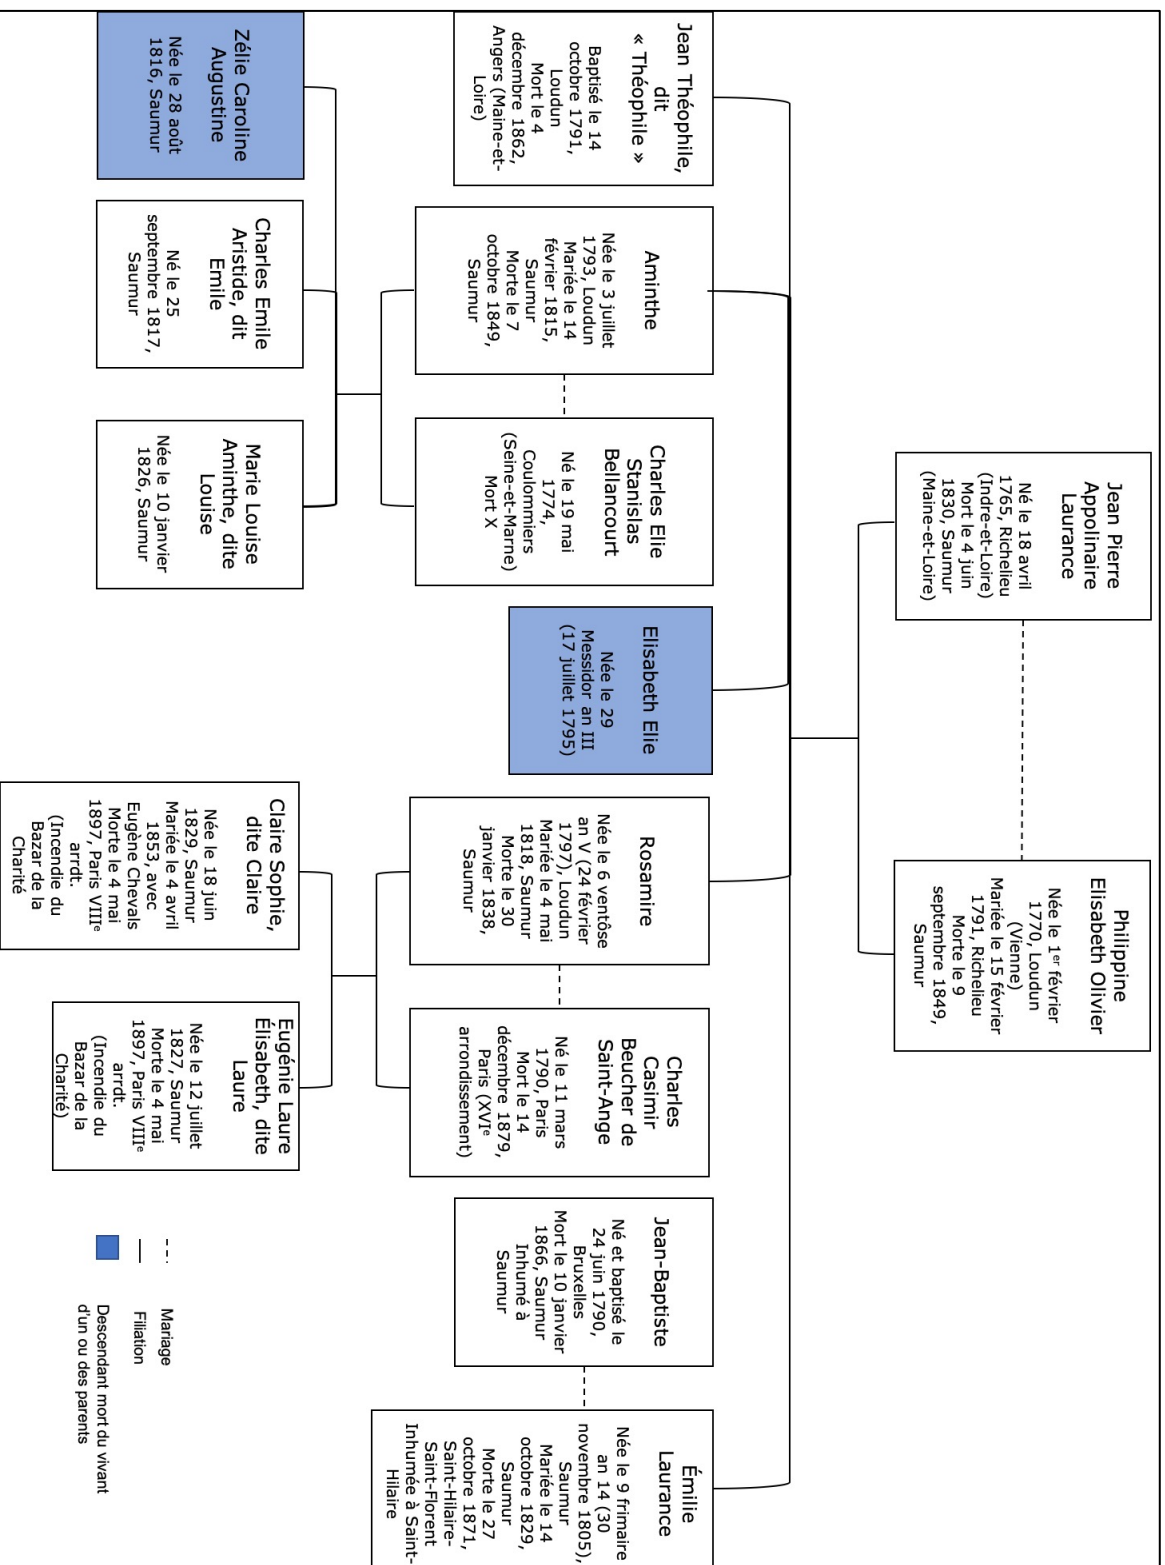 Jean Pierre
Appolinaire
Laurance
Né le 18 avril
1765, Richelieu
(Indre-et-Loire)
Mort le 4 juin
1830, Saumur
(Maine-et-Loire)
Philippine
Elisabeth Olivier
Née le 1er février
1770, Loudun
(Vienne)
Mariée le 15 février
1791, Richelieu
Morte le 9
septembre 1849,
Saumur
Jean Théophile,
dit
« Théophile »
Baptisé le 14
octobre 1791,
Loudun
Mort le 4
décembre 1862,
Angers (Maine-et-
Loire)
Aminthe
Née le 3 juillet
1793, Loudun
Mariée le 14
février 1815,
Saumur
Morte le 7
octobre 1849,
Saumur
Charles Elie
Stanislas
Bellancourt
Né le 19 mai
1774,
Coulommiers
(Seine-et-Marne)
Mort X
Elisabeth Elie
Née le 29
Messidor an III
(17 juillet 1795)
Rosamire
Née le 6 ventôse
an V (24 février
1797), Loudun
Mariée le 4 mai
1818, Saumur
Morte le 30
janvier 1838,
Saumur
Charles
Casimir
Beucher de
Saint-Ange
Né le 11 mars
1790, Paris
Mort le 14
décembre 1879,
Paris (XVIe
arrondissement)
Jean-Baptiste
Né et baptisé le
24 juin 1790,
Bruxelles
Mort le 10 janvier
1866, Saumur
Inhumé à
Saumur
Émilie
Laurance
Née le 9 frimaire
an 14 (30
novembre 1805),
Saumur
Mariée le 14
octobre 1829,
Saumur
Morte le 27
octobre 1871,
Saint-Hilaire-
Saint-Florent
Inhumée à Saint-
Hilaire
Zélie Caroline
Augustine
Née le 28 août
1816, Saumur
Charles Emile
Aristide, dit
Emile
Né le 25
septembre 1817,
Saumur
Marie Louise
Aminthe, dite
Louise
Née le 10 janvier
1826, Saumur
Claire Sophie,
dite Claire
Née le 18 juin
1829, Saumur
Mariée le 4 avril
1853, avec
Eugène Chevals
Morte le 4 mai
1897, Paris VIIIe
arrdt.
(Incendie du
Bazar de la
Charité
Eugénie Laure
Élisabeth, dite
Laure
Née le 12 juillet
1827, Saumur
Morte le 4 mai
1897, Paris VIIIe
arrdt.
(Incendie du
Bazar de la
Charité)
Mariage
Filiation
Descendant mort du vivant
d'un ou des parents